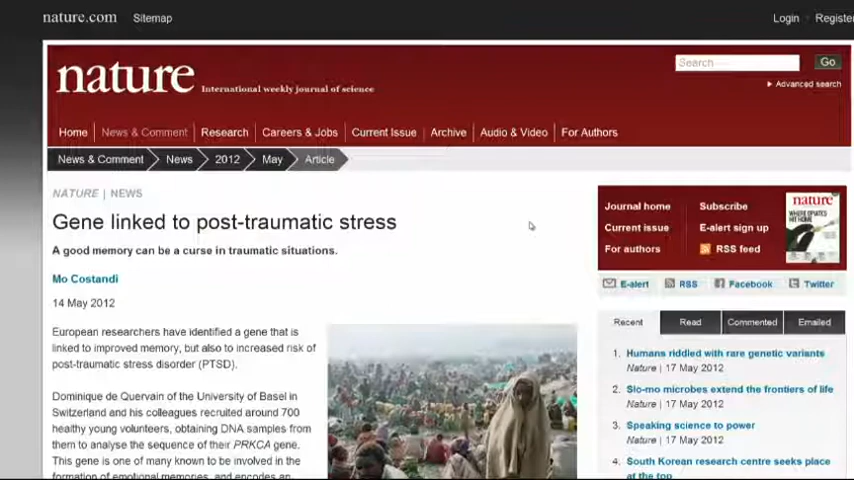 nature.com Sitemap Login Register
nature International weekly journal of science
Search Go
Advanced search
Home News & Comment Research Careers & Jobs Current Issue Archive Audio & Video For Authors
News & Comment News 2012 May Article
NATURE | NEWS
Gene linked to post-traumatic stress
A good memory can be a curse in traumatic situations.
Mo Costandi
14 May 2012
European researchers have identified a gene that is
linked to improved memory, but also to increased risk of
post-traumatic stress disorder (PTSD).
Dominique de Quervain of the University of Basel in
Switzerland and his colleagues recruited around 700
healthy young volunteers, obtaining DNA samples from
them to analyse the sequence of their PRKCA gene.
This gene is one of many known to be involved in the
formation of emotional memories, and encodes an
Journal home Subscribe
Current issue E-alert sign up
For authors RSS feed
nature
E-alert RSS Facebook Twitter
Recent Read Commented Emailed
1. Humans riddled with rare genetic variants
Nature | 17 May 2012
2. Slo-mo microbes extend the frontiers of life
Nature | 17 May 2012
3. Speaking science to power
Nature | 17 May 2012
4. South Korean research centre seeks place
at the top